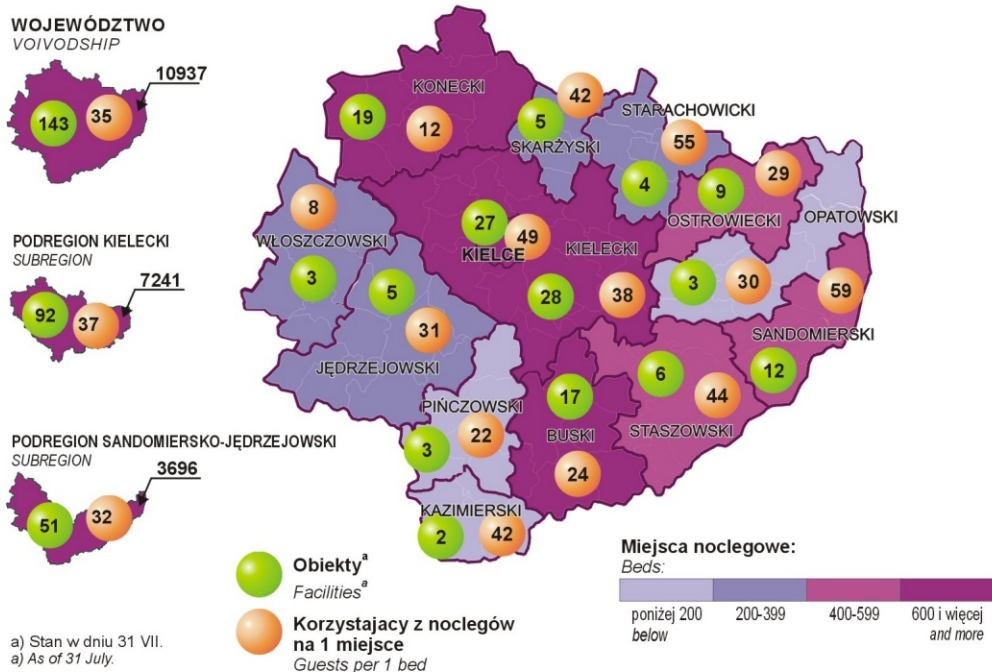 WOJEWÓDZTWO
VOIVODSHIP
10937
143
35
PODREGION KIELECKI
SUBREGION
7241
92
37
PODREGION SANDOMIERSKO-JĘDRZEJOWSKI
SUBREGION
3696
51
32
a) Stan w dniu 31 VII.
a) As of 31 July.
KONECKI
19
12
42
5
SKARŻYSKI
STARACHOWICKI
55
4
29
9
OSTROWIECKI
OPATOWSKI
8
WŁOSZCZOWSKI
3
27
49
KIELCE
KIELECKI
28
38
3
30
59
SANDOMIERSKI
12
5
31
JĘDRZEJOWSKI
6
44
STASZOWSKI
PIŃCZOWSKI
22
3
17
BUSKI
24
KAZIMIERSKI
2
42
Obiekty a
Facilities a
Korzystajacy z noclegów
na 1 miejsce
Guests per 1 bed
Miejsca noclegowe:
Beds:
poniżej 200 200-399 400-599 600 i więcej
below and more